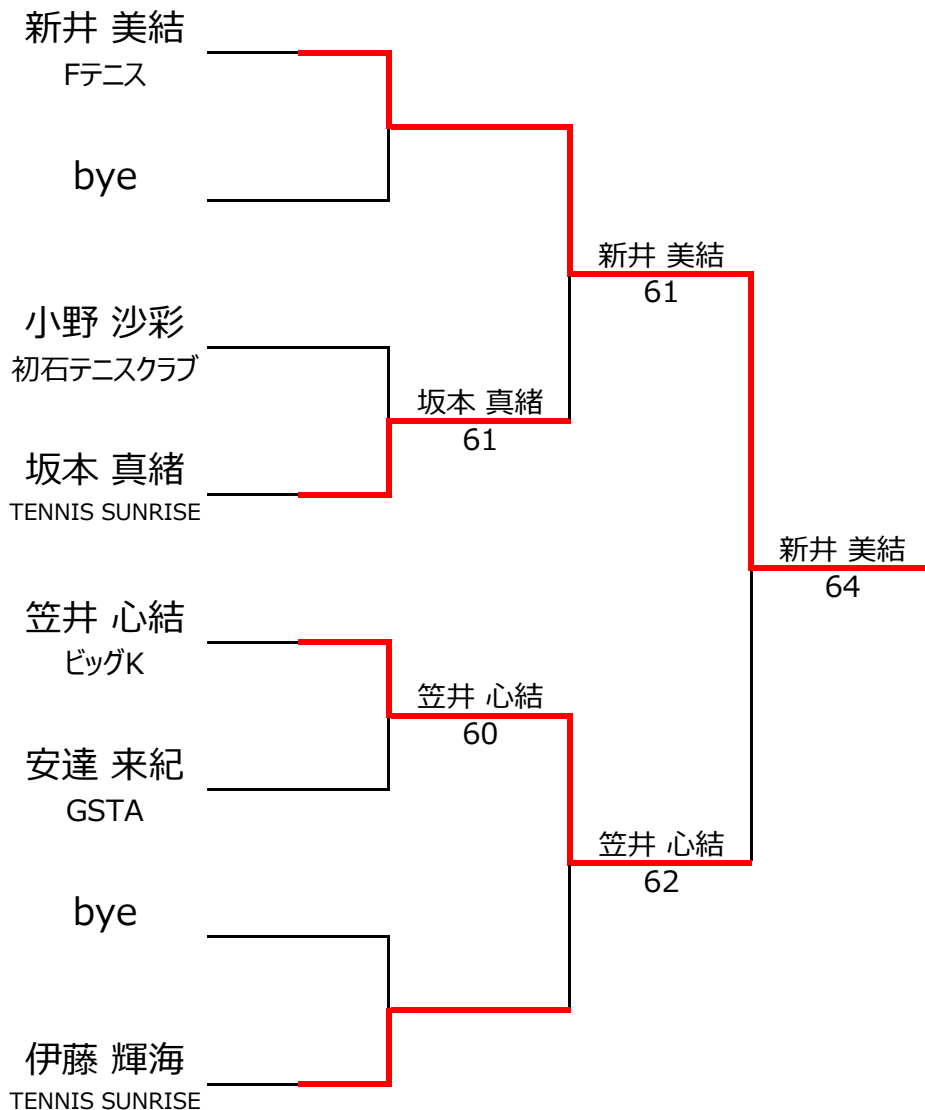 新井 美結
Fテニス
bye
小野 沙彩
初石テニスクラブ
坂本 真緒
TENNIS SUNRISE
笠井 心結
ビッグK
安達 来紀
GSTA
bye
伊藤 輝海
TENNIS SUNRISE
坂本 真緒
61
笠井 心結
60
新井 美結
61
笠井 心結
62
新井 美結
64